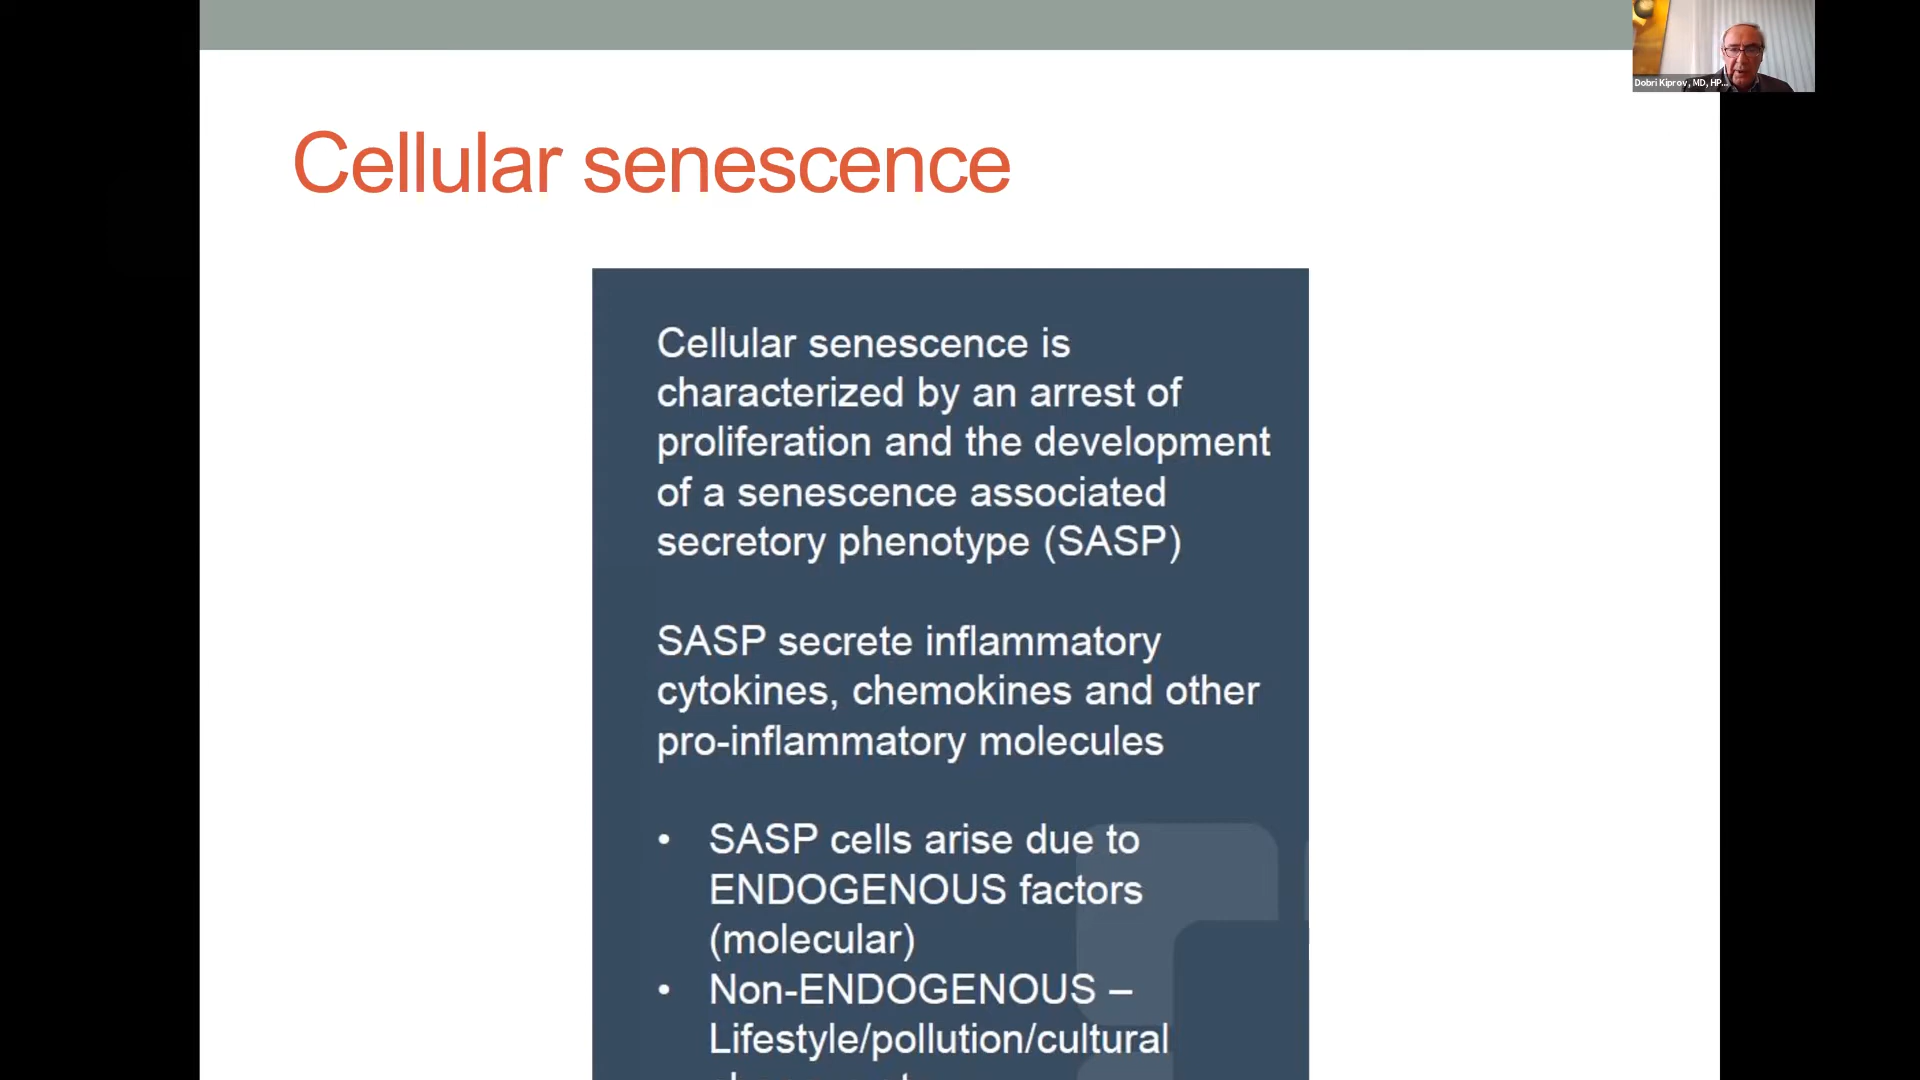 Dobri Kiprov, MD, HP...
Cellular senescence
Cellular senescence is
characterized by an arrest of
proliferation and the development
of a senescence associated
secretory phenotype (SASP)
SASP secrete inflammatory
cytokines, chemokines and other
pro-inflammatory molecules
• SASP cells arise due to
ENDOGENOUS factors
(molecular)
• Non-ENDOGENOUS –
Lifestyle/pollution/cultural